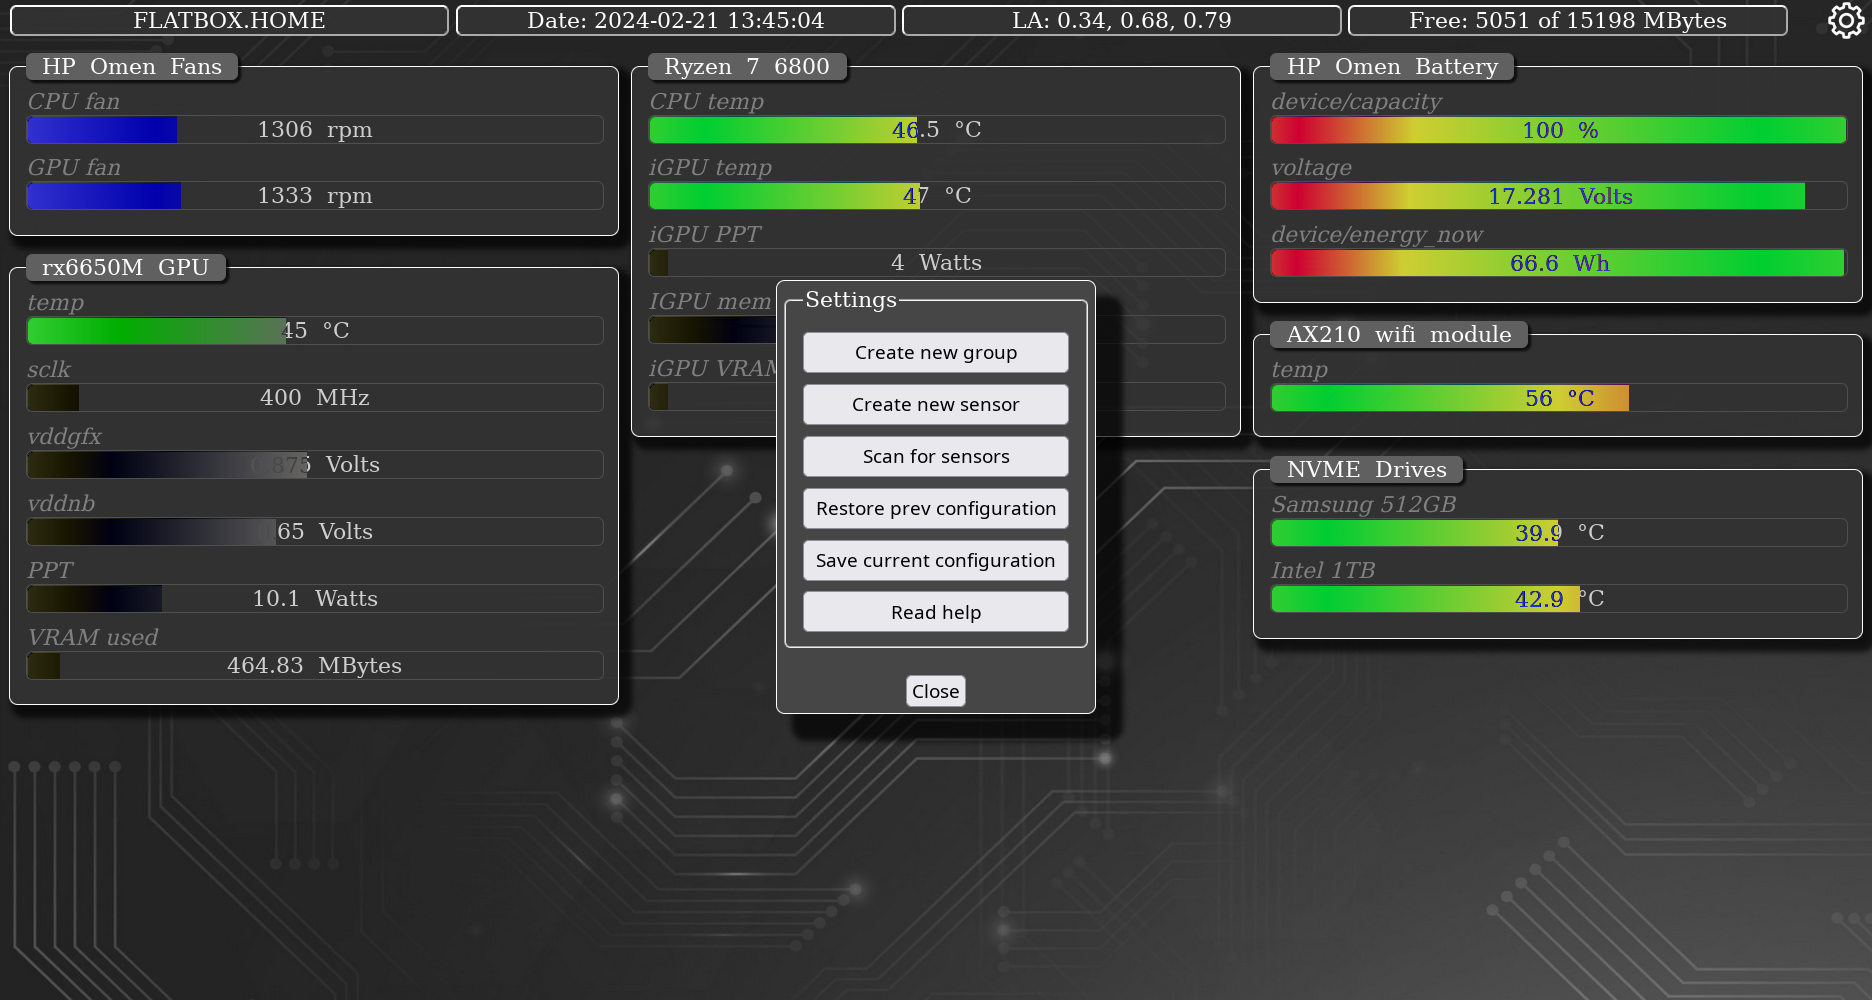 FLATBOX.HOME
Date: 2024-02-21 13:45:04
LA: 0.34, 0.68, 0.79
Free: 5051 of 15198 MBytes
HP Omen Fans
CPU fan
1306 rpm
GPU fan
1333 rpm
rx6650M GPU
temp
45 °C
sclk
400 MHz
vddgfx
0.875 Volts
vddnb
65 Volts
PPT
10.1 Watts
VRAM used
464.83 MBytes
Ryzen 7 6800
CPU temp
46.5 °C
iGPU temp
47 °C
iGPU PPT
4 Watts
IGPU mem
iGPU VRAM
Settings
Create new group
Create new sensor
Scan for sensors
Restore prev configuration
Save current configuration
Read help
Close
HP Omen Battery
device/capacity
100 %
voltage
17.281 Volts
device/energy_now
66.6 Wh
AX210 wifi module
temp
56 °C
NVME Drives
Samsung 512GB
39.9 °C
Intel 1TB
42.9 °C